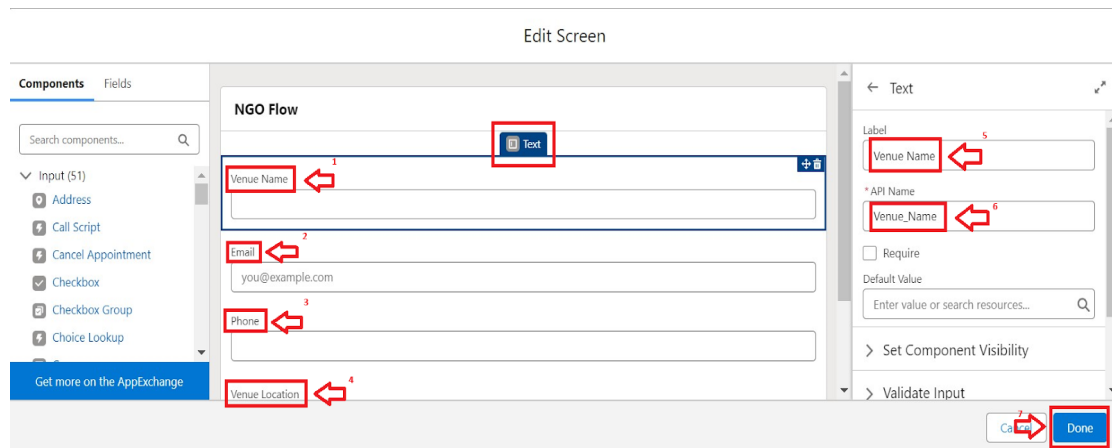 Edit Screen
Components Fields
Search components...
Input (51)
Address
Call Script
Cancel Appointment
Checkbox
Checkbox Group
Choice Lookup
Get more on the AppExchange
NGO Flow
Text
Venue Name
1
Email
2
you@example.com
Phone
3
Venue Location
4
Text
Label
Venue Name
5
*API Name
Venue_Name
6
Require
Default Value
Enter value or search resources...
Set Component Visibility
Validate Input
7
Done